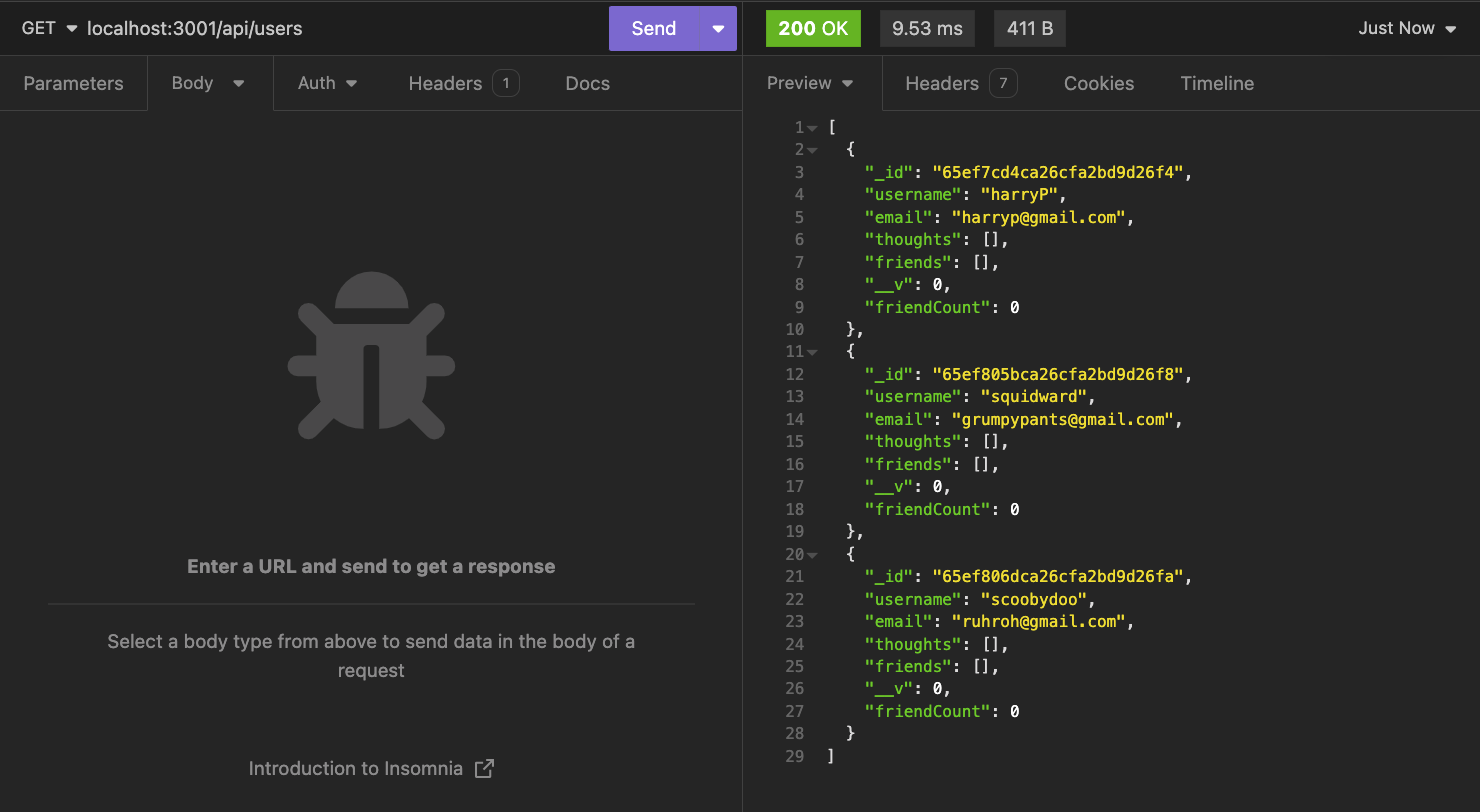 GET localhost:3001/api/users Send 200 OK 9.53 ms 411 B Just Now
Parameters Body Auth Headers 1 Docs Preview Headers 7 Cookies Timeline
Enter a URL and send to get a response
Select a body type from above to send data in the body of a
request
Introduction to Insomnia
1 [
2 {
3 "_id": "65ef7cd4ca26cfa2bd9d26f4",
4 "username": "harryP",
5 "email": "harryp@gmail.com",
6 "thoughts": [],
7 "friends": [],
8 "__v": 0,
9 "friendCount": 0
10 },
11 {
12 "_id": "65ef805bca26cfa2bd9d26f8",
13 "username": "squidward",
14 "email": "grumpypants@gmail.com",
15 "thoughts": [],
16 "friends": [],
17 "__v": 0,
18 "friendCount": 0
19 },
20 {
21 "_id": "65ef806dca26cfa2bd9d26fa",
22 "username": "scoobydoo",
23 "email": "ruhroh@gmail.com",
24 "thoughts": [],
25 "friends": [],
26 "__v": 0,
27 "friendCount": 0
28 }
29 ]